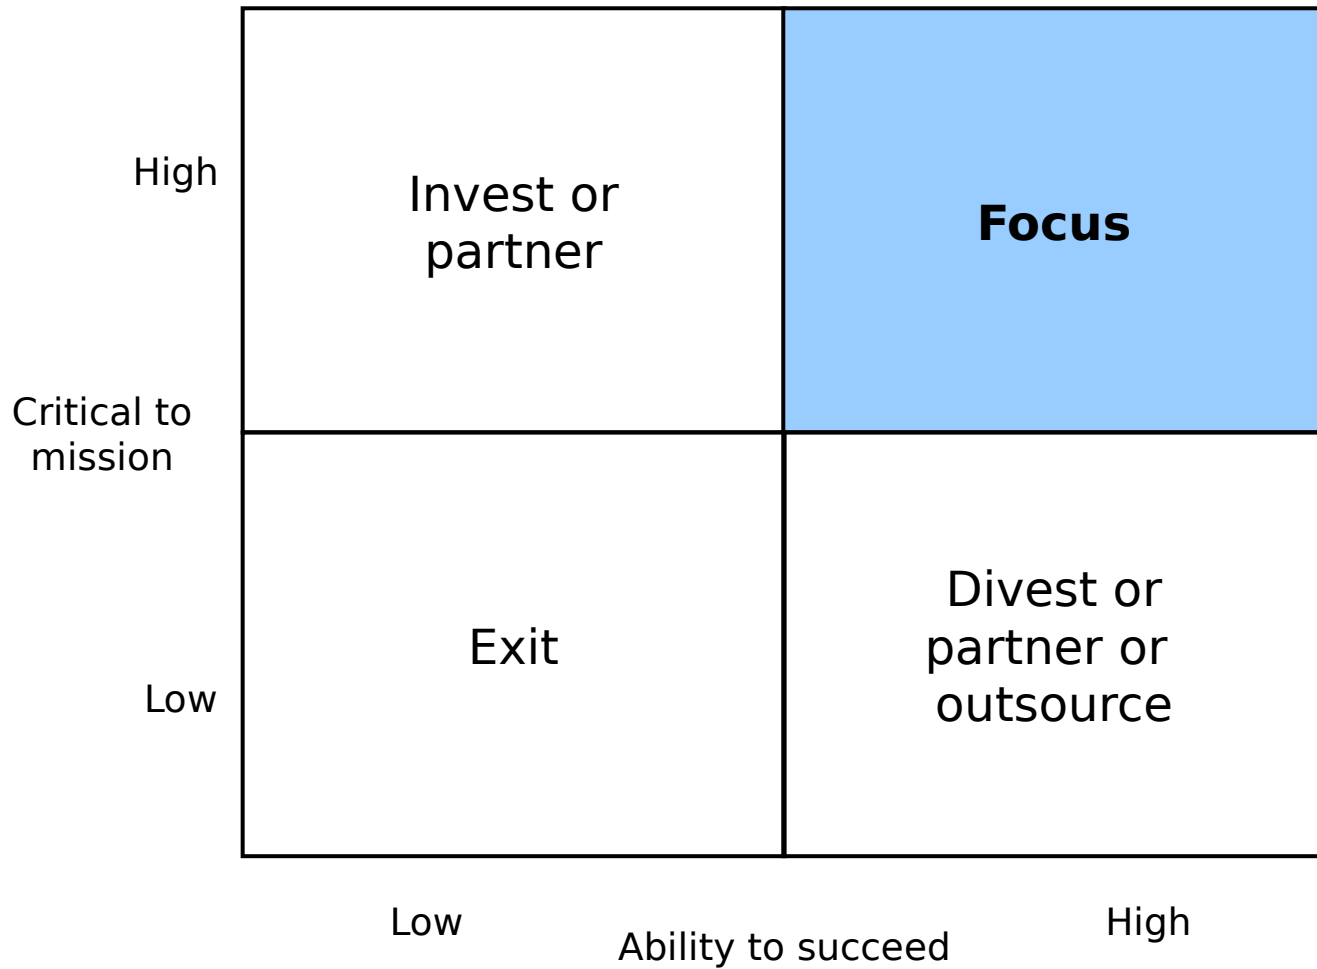 High
Invest or
partner
Focus
Critical to
mission
Exit
Divest or
partner or
outsource
Low
Low
High
Ability to succeed